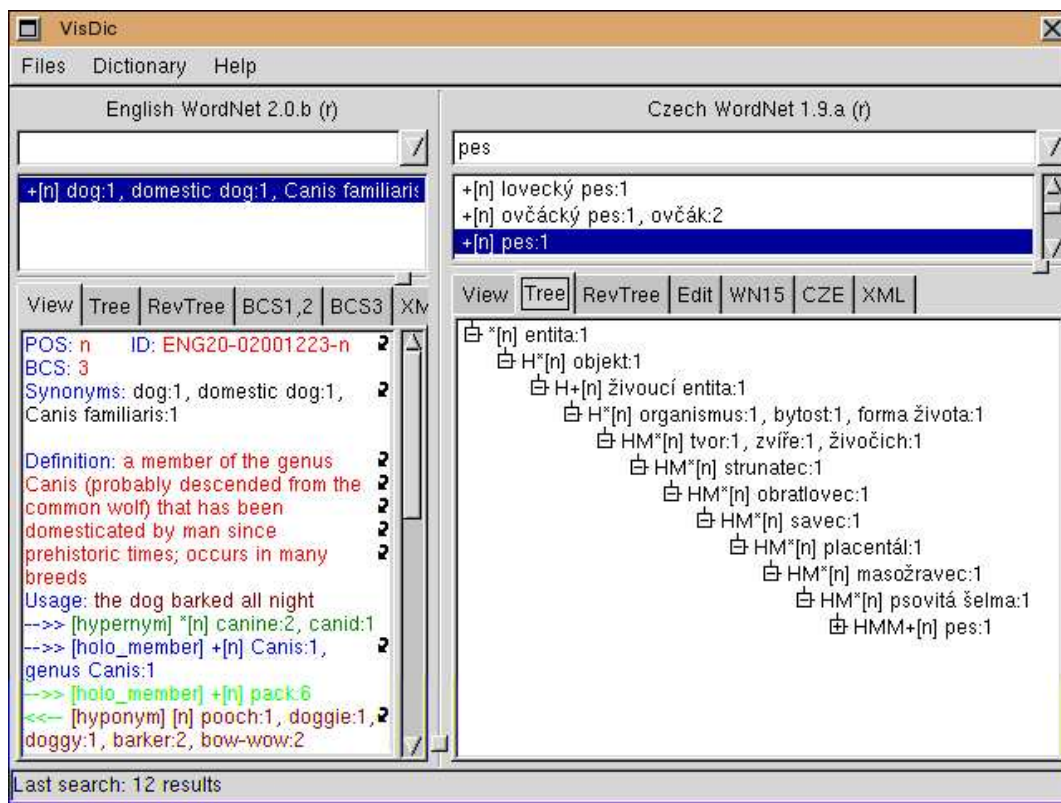 VisDic
Files Dictionary Help
English WordNet 2.0.b (r)
+[n] dog:1, domestic dog:1, Canis familiaris
View Tree RevTree BCS1,2 BCS3 XM
POS: n ID: ENG20-02001223-n
BCS: 3
Synonyms: dog:1, domestic dog:1,
Canis familiaris:1
Definition: a member of the genus
Canis (probably descended from the
common wolf) that has been
domesticated by man since
prehistoric times; occurs in many
breeds
Usage: the dog barked all night
-->> [hypernym] *[n] canine:2, canid:1
-->> [holo_member] +[n] Canis:1,
genus Canis:1
-->> [holo_member] +[n] pack:6
<<-- [hyponym] [n] pooch:1, doggie:1,
doggy:1, barker:2, bow-wow:2
Czech WordNet 1.9.a (r)
pes
+[n] lovecký pes:1
+[n] ovčácký pes:1, ovčák:2
+[n] pes:1
View Tree RevTree Edit WN15 CZE XML
*[n] entita:1
H*[n] objekt:1
H+[n] živoucí entita:1
H*[n] organismus:1, bytost:1, forma života:1
HM*[n] tvor:1, zvíře:1, živočich:1
HM*[n] strunatec:1
HM*[n] obratlovec:1
HM*[n] savec:1
HM*[n] placentál:1
HM*[n] masožravec:1
HM*[n] psovitá šelma:1
HMM+[n] pes:1
Last search: 12 results